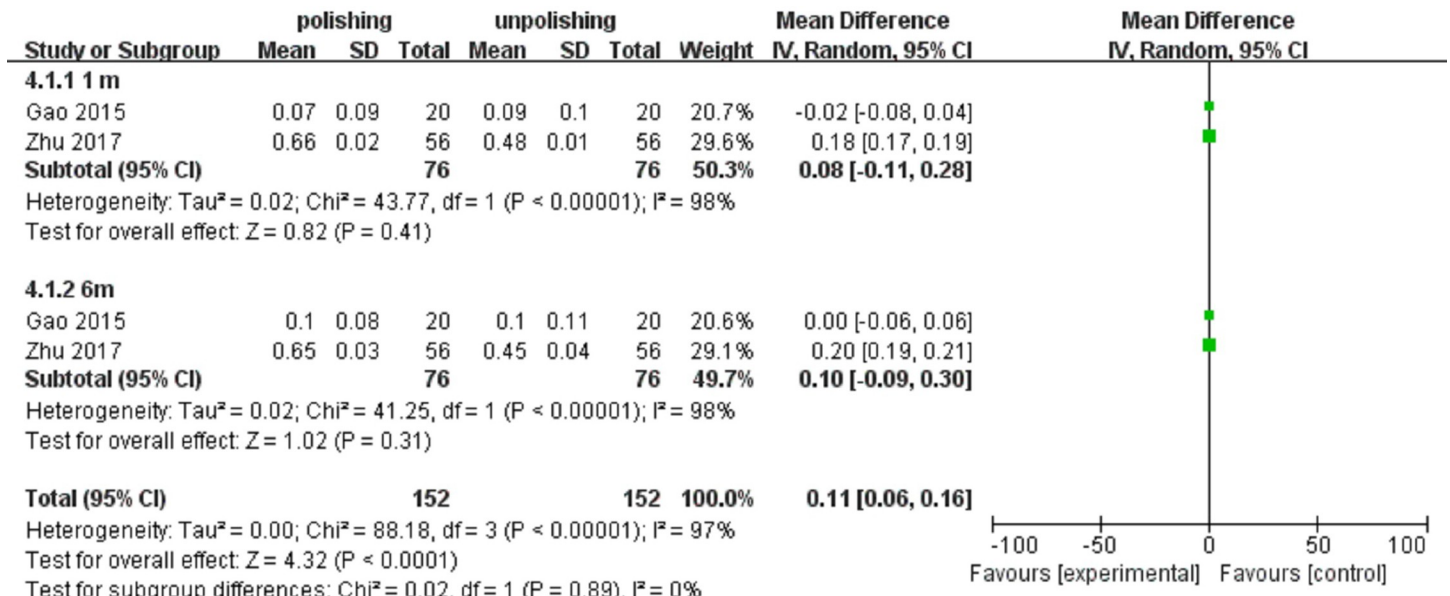 polishing unpolishing Mean Difference Mean Difference
Study or Subgroup Mean SD Total Mean SD Total Weight IV, Random, 95% CI IV, Random, 95% CI
4.1.1 1 m
Gao 2015 0.07 0.09 20 0.09 0.1 20 20.7% -0.02 [-0.08, 0.04]
Zhu 2017 0.66 0.02 56 0.48 0.01 56 29.6% 0.18 [0.17, 0.19]
Subtotal (95% CI) 76 76 50.3% 0.08 [-0.11, 0.28]
Heterogeneity: Tau² = 0.02; Chi² = 43.77, df = 1 (P < 0.00001); I² = 98%
Test for overall effect: Z = 0.82 (P = 0.41)
4.1.2 6m
Gao 2015 0.1 0.08 20 0.1 0.11 20 20.6% 0.00 [-0.06, 0.06]
Zhu 2017 0.65 0.03 56 0.45 0.04 56 29.1% 0.20 [0.19, 0.21]
Subtotal (95% CI) 76 76 49.7% 0.10 [-0.09, 0.30]
Heterogeneity: Tau² = 0.02; Chi² = 41.25, df = 1 (P < 0.00001); I² = 98%
Test for overall effect: Z = 1.02 (P = 0.31)
Total (95% CI) 152 152 100.0% 0.11 [0.06, 0.16]
Heterogeneity: Tau² = 0.00; Chi² = 88.18, df = 3 (P < 0.00001); I² = 97%
Test for overall effect: Z = 4.32 (P < 0.0001)
Test for subgroup differences: Chi² = 0.02, df = 1 (P = 0.89), I² = 0%
-100 -50 0 50 100
Favours [experimental] Favours [control]